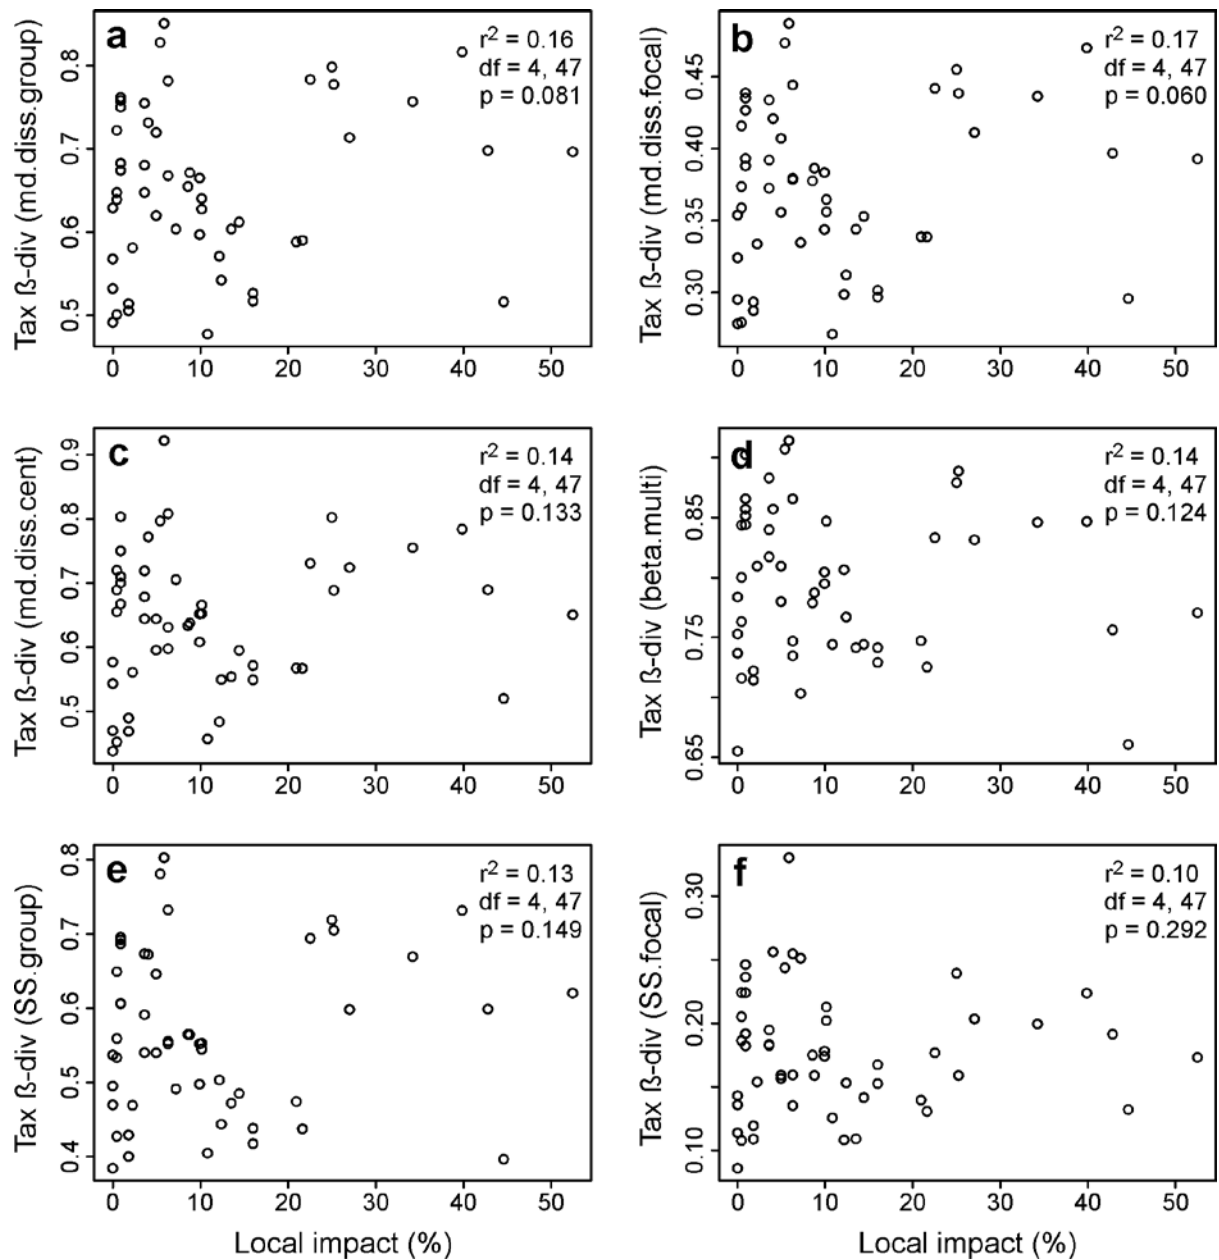 a
r² = 0.16
df = 4, 47
p = 0.081
Tax ß-div (md.diss.group)
0.5 0.6 0.7 0.8
0 10 20 30 40 50
b
r² = 0.17
df = 4, 47
p = 0.060
Tax ß-div (md.diss.focal)
0.30 0.35 0.40 0.45
0 10 20 30 40 50
c
r² = 0.14
df = 4, 47
p = 0.133
Tax ß-div (md.diss.cent)
0.5 0.6 0.7 0.8 0.9
0 10 20 30 40 50
d
r² = 0.14
df = 4, 47
p = 0.124
Tax ß-div (beta.multi)
0.65 0.75 0.85
0 10 20 30 40 50
e
r² = 0.13
df = 4, 47
p = 0.149
Tax ß-div (SS.group)
0.4 0.5 0.6 0.7 0.8
0 10 20 30 40 50
Local impact (%)
f
r² = 0.10
df = 4, 47
p = 0.292
Tax ß-div (SS.focal)
0.10 0.20 0.30
0 10 20 30 40 50
Local impact (%)